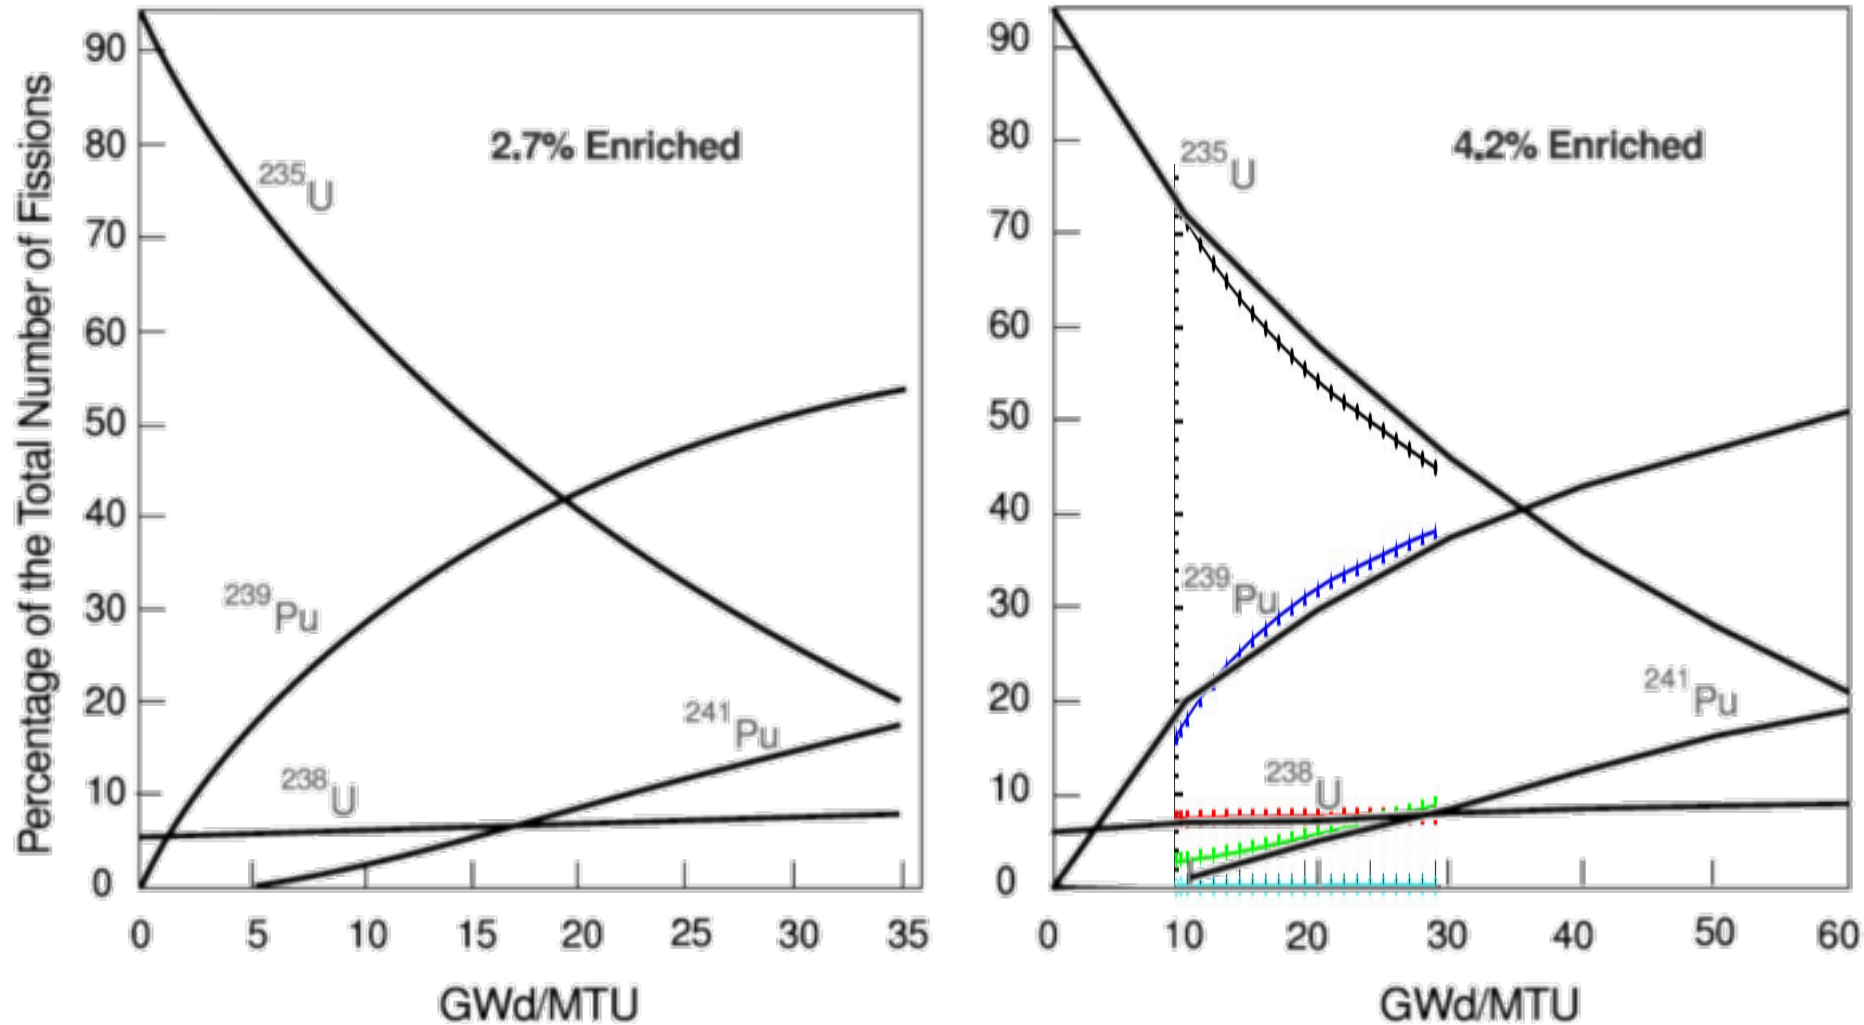 Percentage of the Total Number of Fissions
90
80
70
60
50
40
30
20
10
0
2.7% Enriched
235U
239Pu
241Pu
238U
0 5 10 15 20 25 30 35
GWd/MTU
90
80
70
60
50
40
30
20
10
0
4.2% Enriched
235U
239Pu
241Pu
238U
0 10 20 30 40 50 60
GWd/MTU